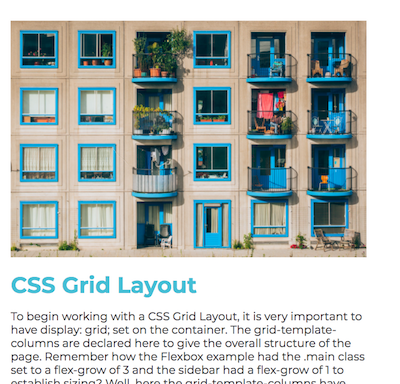 CSS Grid Layout
To begin working with a CSS Grid Layout, it is very important to
have display: grid; set on the container. The grid-template-
columns are declared here to give the overall structure of the
page. Remember how the Flexbox example had the .main class
set to a flex-grow of 3 and the sidebar had a flex-grow of 1 to
establish sizing? Well, here the grid-template-columns have